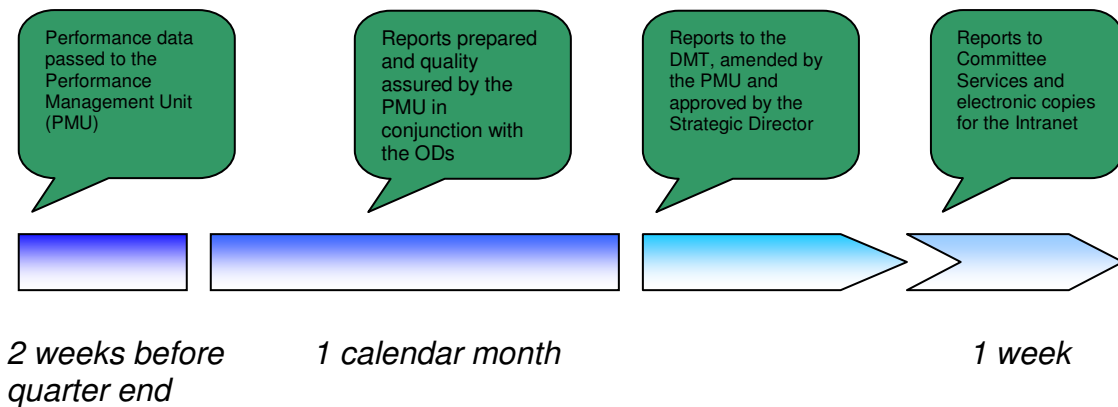 Performance data
passed to the
Performance
Management Unit
(PMU)
Reports prepared
and quality
assured by the
PMU in
conjunction with
the ODs
Reports to the
DMT, amended by
the PMU and
approved by the
Strategic Director
Reports to
Committee
Services and
electronic copies
for the Intranet
2 weeks before
quarter end
1 calendar month
1 week